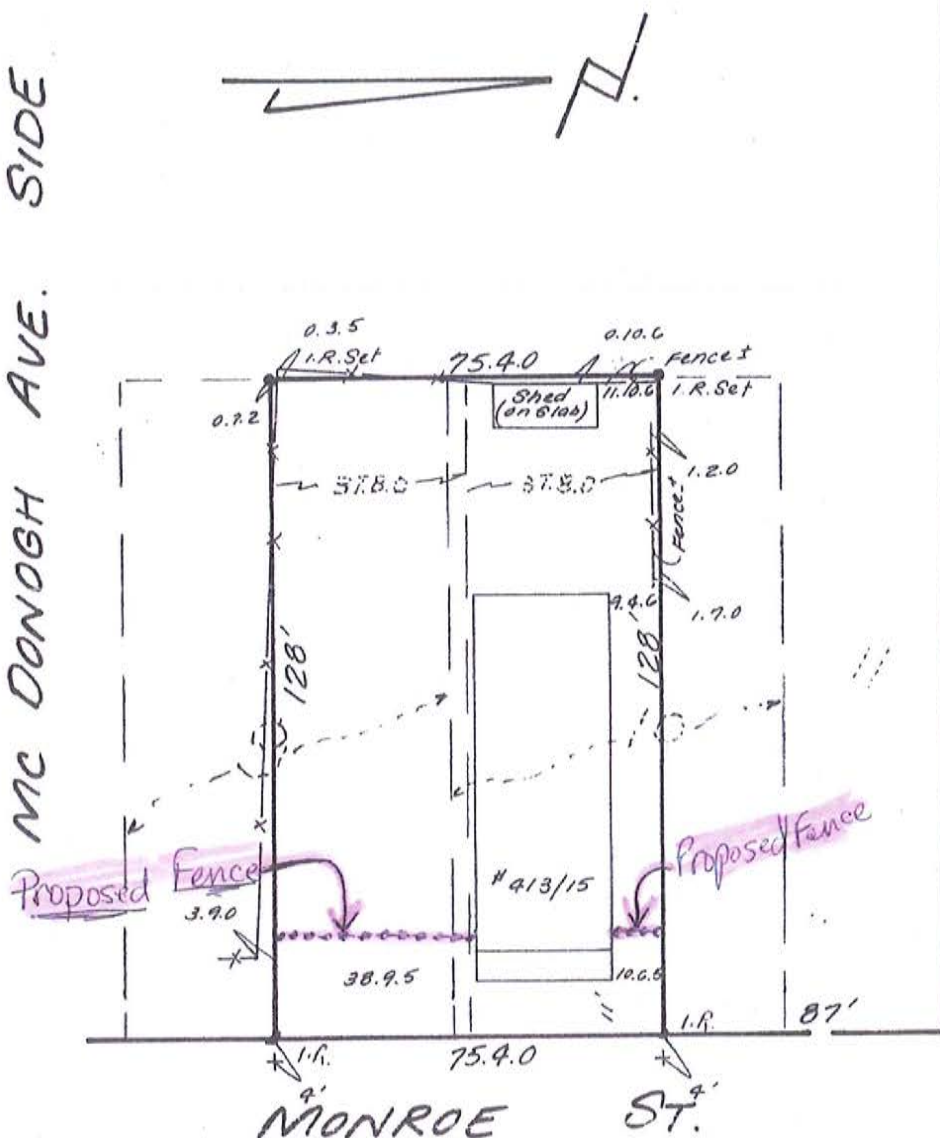 MC DONOGH AVE. SIDE
N.
0.3.5
0.10.6
I.R. Set
75.4.0
Fence ±
Shed
(on Slab)
11.10.6
I.R. Set
0.7.2
1.2.0
37.8.0
37.8.0
Fence ±
9.4.6
1.7.0
128'
128'
Proposed Fence
Proposed Fence
# 413/15
3.9.0
38.9.5
10.6.5
87'
I.R.
I.R.
75.4.0
4'
4'
MONROE ST.